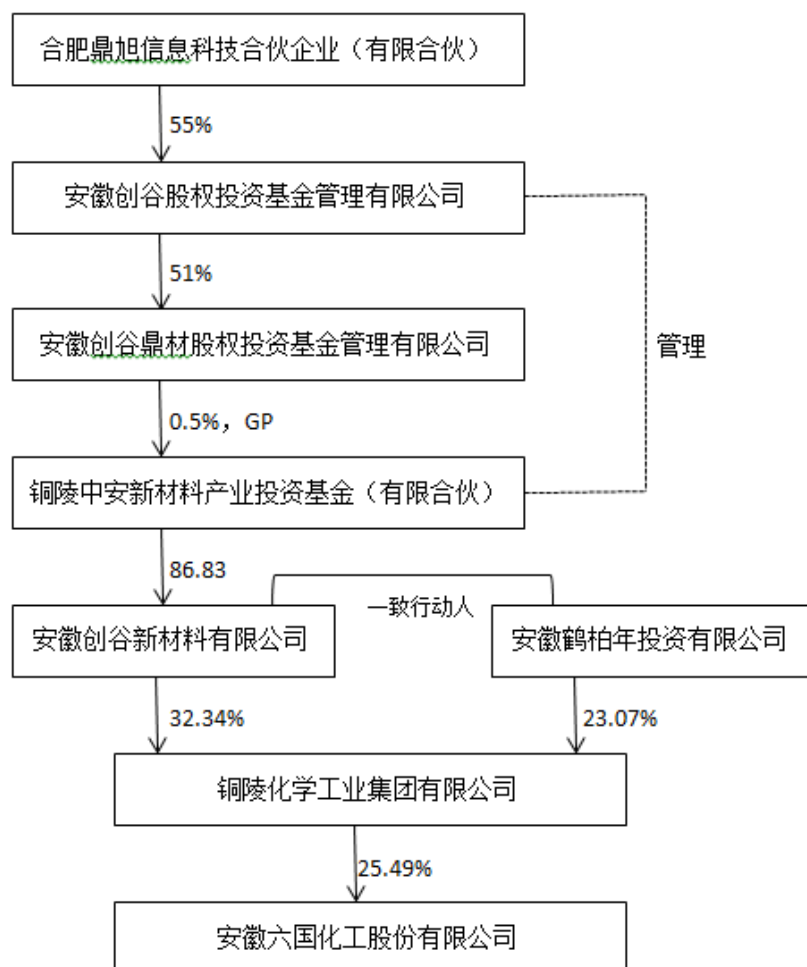 合肥鼎旭信息科技合伙企业（有限合伙）
55%
安徽创谷股权投资基金管理有限公司
51%
安徽创谷鼎材股权投资基金管理有限公司
管理
0.5%，GP
铜陵中安新材料产业投资基金（有限合伙）
86.83
一致行动人
安徽创谷新材料有限公司
安徽鹤柏年投资有限公司
32.34%
23.07%
铜陵化学工业集团有限公司
25.49%
安徽六国化工股份有限公司